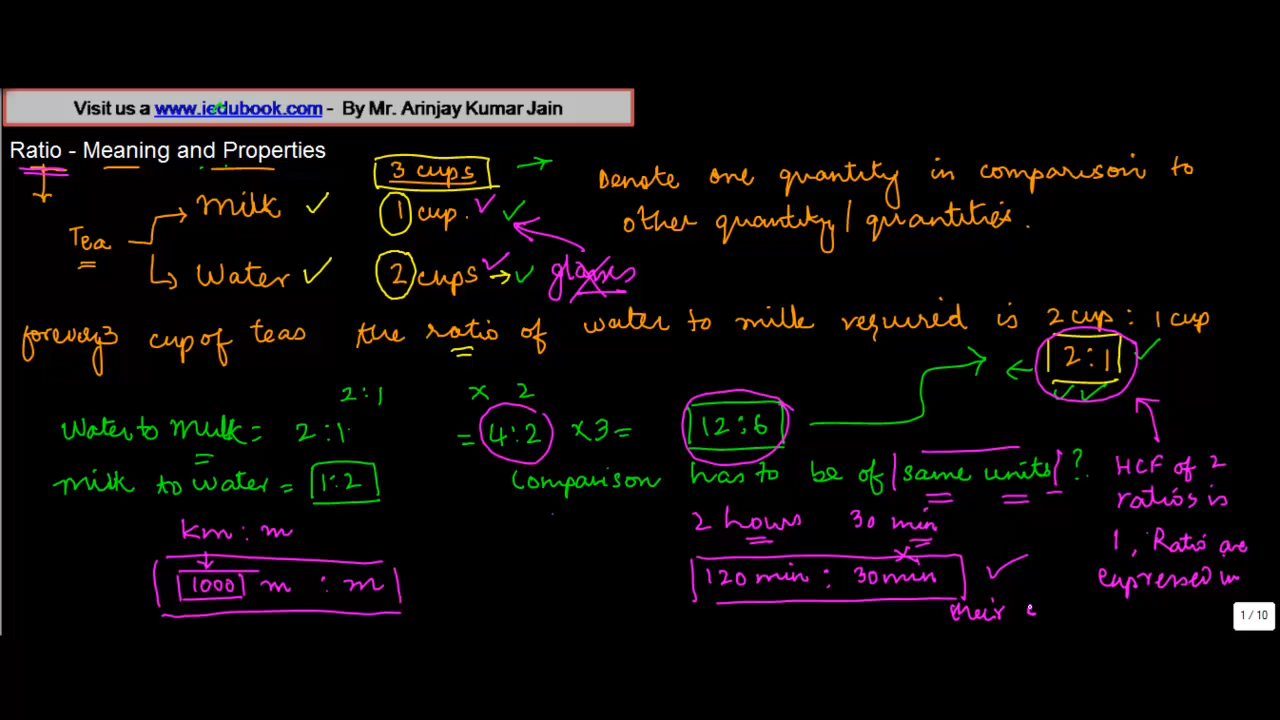 Visit us a www.iedubook.com - By Mr. Arinjay Kumar Jain
Ratio - Meaning and Properties
3 cups
Denote one quantity in comparison to
other quantity / quantities.
Tea
Milk
1 cup.
Water
2 cups
glasses
for every 3 cup of teas the ratio of water to milk required is 2 cup : 1 cup
2 : 1
2 : 1 x 2
Water to Milk = 2 : 1 = 4 : 2 x 3 = 12 : 6
milk to water = 1 : 2
Comparison has to be of same units ?
HCF of 2
ratios is
1, Ratio are
expressed in
their
km : m
1000 m : m
2 hours 30 min
120 min : 30 min
1 / 10